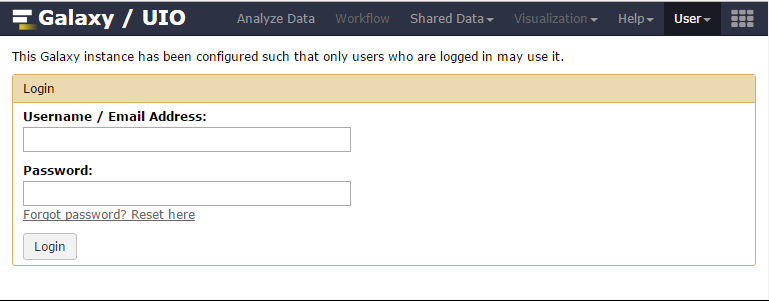 Galaxy / UIO Analyze Data Workflow Shared Data Visualization Help User
This Galaxy instance has been configured such that only users who are logged in may use it.
Login
Username / Email Address:
Password:
Forgot password? Reset here
Login